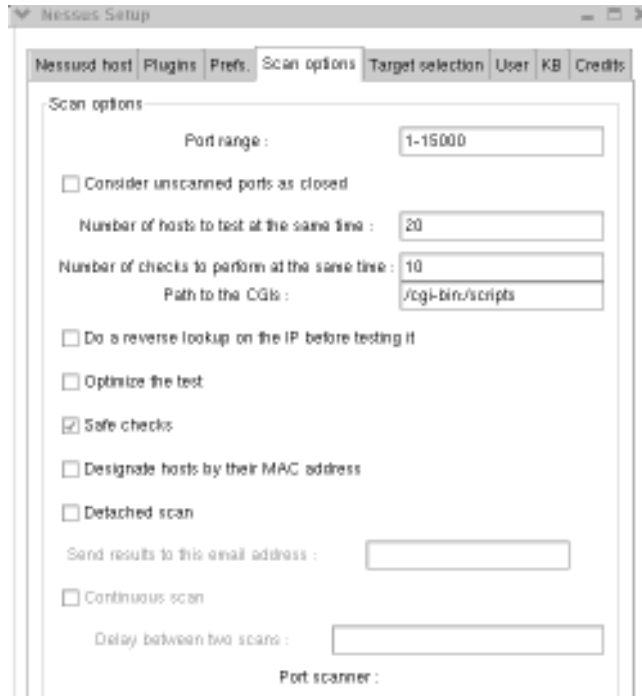 Nessus Setup
Nessusd host Plugins Prefs. Scan options Target selection User KB Credits
Scan options
Port range : 1-15000
Consider unscanned ports as closed
Number of hosts to test at the same time : 20
Number of checks to perform at the same time : 10
Path to the CGIs : /cgi-bin:/scripts
Do a reverse lookup on the IP before testing it
Optimize the test
Safe checks
Designate hosts by their MAC address
Detached scan
Send results to this email address :
Continuous scan
Delay between two scans :
Port scanner :